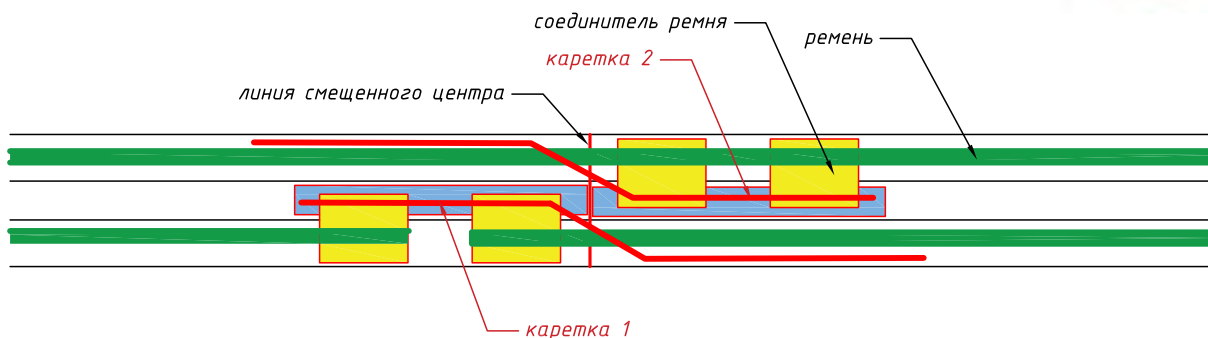 соединитель ремня
ремень
каретка 2
линия смещенного центра
каретка 1